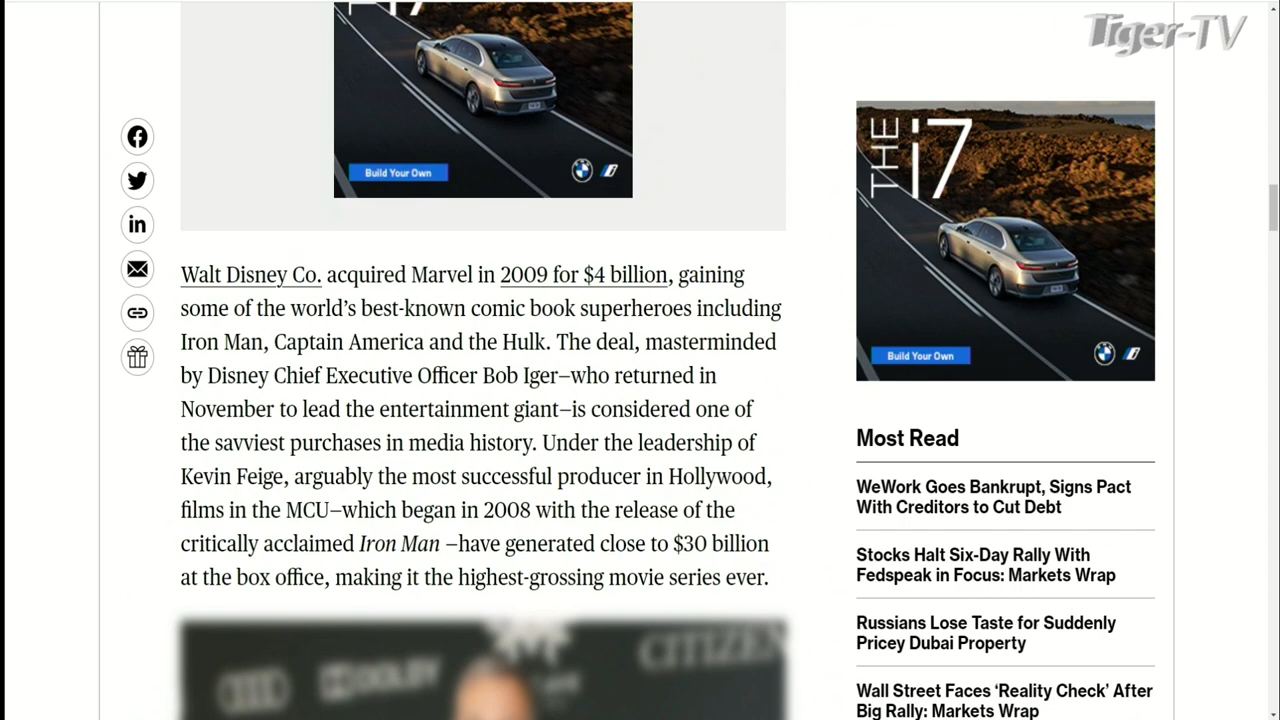 Tiger-TV
Build Your Own
THE i7
Build Your Own
Walt Disney Co. acquired Marvel in 2009 for $4 billion, gaining
some of the world’s best-known comic book superheroes including
Iron Man, Captain America and the Hulk. The deal, masterminded
by Disney Chief Executive Officer Bob Iger—who returned in
November to lead the entertainment giant—is considered one of
the savviest purchases in media history. Under the leadership of
Kevin Feige, arguably the most successful producer in Hollywood,
films in the MCU—which began in 2008 with the release of the
critically acclaimed Iron Man —have generated close to $30 billion
at the box office, making it the highest-grossing movie series ever.
DOLBY
CITIZEN
Most Read
WeWork Goes Bankrupt, Signs Pact
With Creditors to Cut Debt
Stocks Halt Six-Day Rally With
Fedspeak in Focus: Markets Wrap
Russians Lose Taste for Suddenly
Pricey Dubai Property
Wall Street Faces ‘Reality Check’ After
Big Rally: Markets Wrap